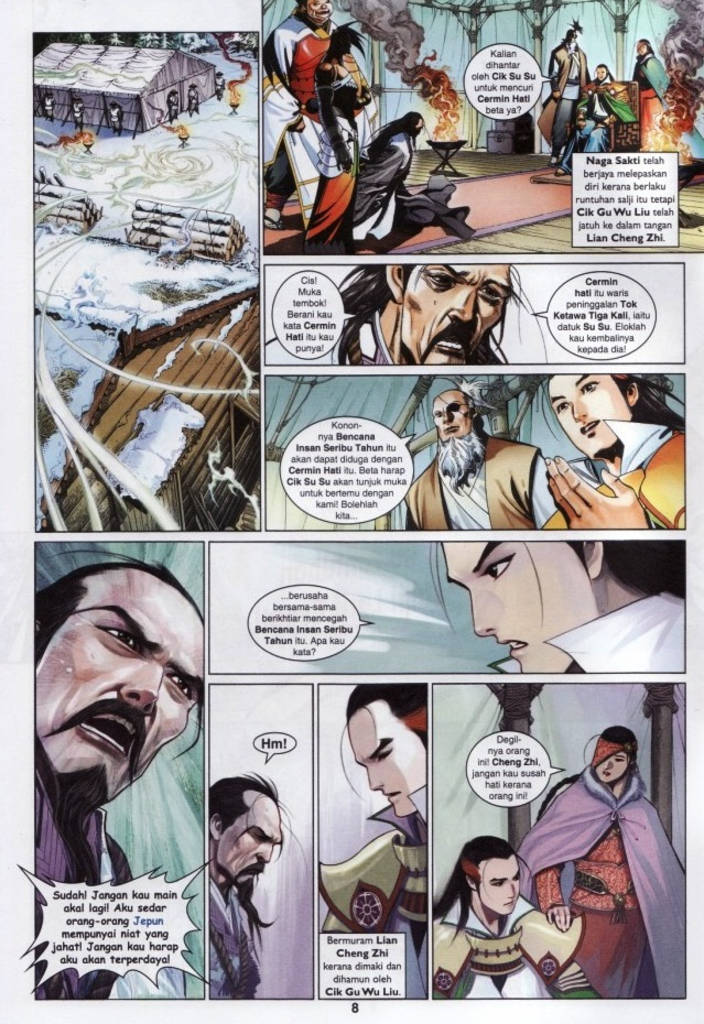 Kalian
dihantar
oleh Cik Su Su
untuk mencuri
Cermin Hati
beta ya?
Naga Sakti telah
berjaya melepaskan
diri kerana berlaku
runtuhan salji itu tetapi
Cik Gu Wu Liu telah
jatuh ke dalam tangan
Lian Cheng Zhi.
Cis!
Muka
tembok!
Berani kau
kata Cermin
Hati itu kau
punya!
Cermin
hati itu waris
peninggalan Tok
Ketawa Tiga Kali, iaitu
datuk Su Su. Eloklah
kau kembalinya
kepada dia!
Konon-
nya Bencana
Insan Seribu Tahun itu
akan dapat diduga dengan
Cermin Hati itu. Beta harap
Cik Su Su akan tunjuk muka
untuk bertemu dengan
kami! Bolehlah
kita...
...berusaha
bersama-sama
berikhtiar mencegah
Bencana Insan Seribu
Tahun itu. Apa kau
kata?
Sudah! Jangan kau main
akal lagi! Aku sedar
orang-orang Jepun
mempunyai niat yang
jahat! Jangan kau harap
aku akan terperdaya!
Hm!
Bermuram Lian
Cheng Zhi
kerana dimaki dan
dihamun oleh
Cik Gu Wu Liu.
Degil-
nya orang
ini! Cheng Zhi,
jangan kau susah
hati kerana
orang ini!
8